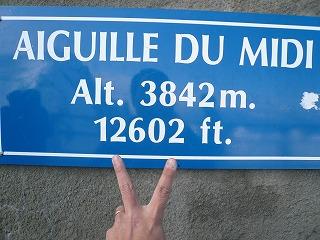 AIGUILLE DU MIDI
Alt. 3842m.
12602 ft.